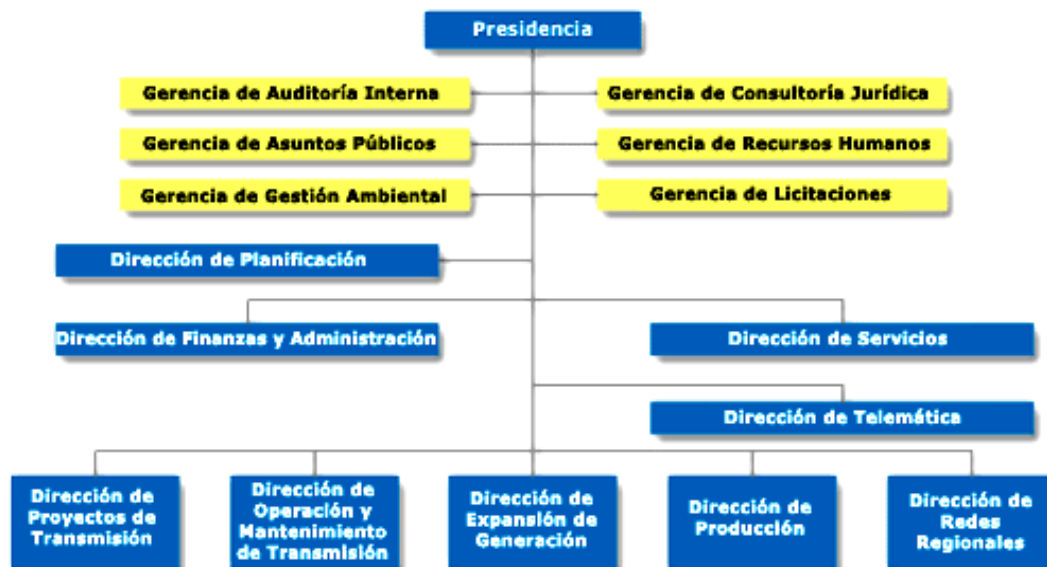 Presidencia
Gerencia de Auditoría Interna
Gerencia de Consultoría Jurídica
Gerencia de Asuntos Públicos
Gerencia de Recursos Humanos
Gerencia de Gestión Ambiental
Gerencia de Licitaciones
Dirección de Planificación
Dirección de Finanzas y Administración
Dirección de Servicios
Dirección de Telemática
Dirección de
Proyectos de
Transmisión
Dirección de
Operación y
Mantenimiento
de Transmisión
Dirección de
Expansión de
Generación
Dirección de
Producción
Dirección de
Redes
Regionales